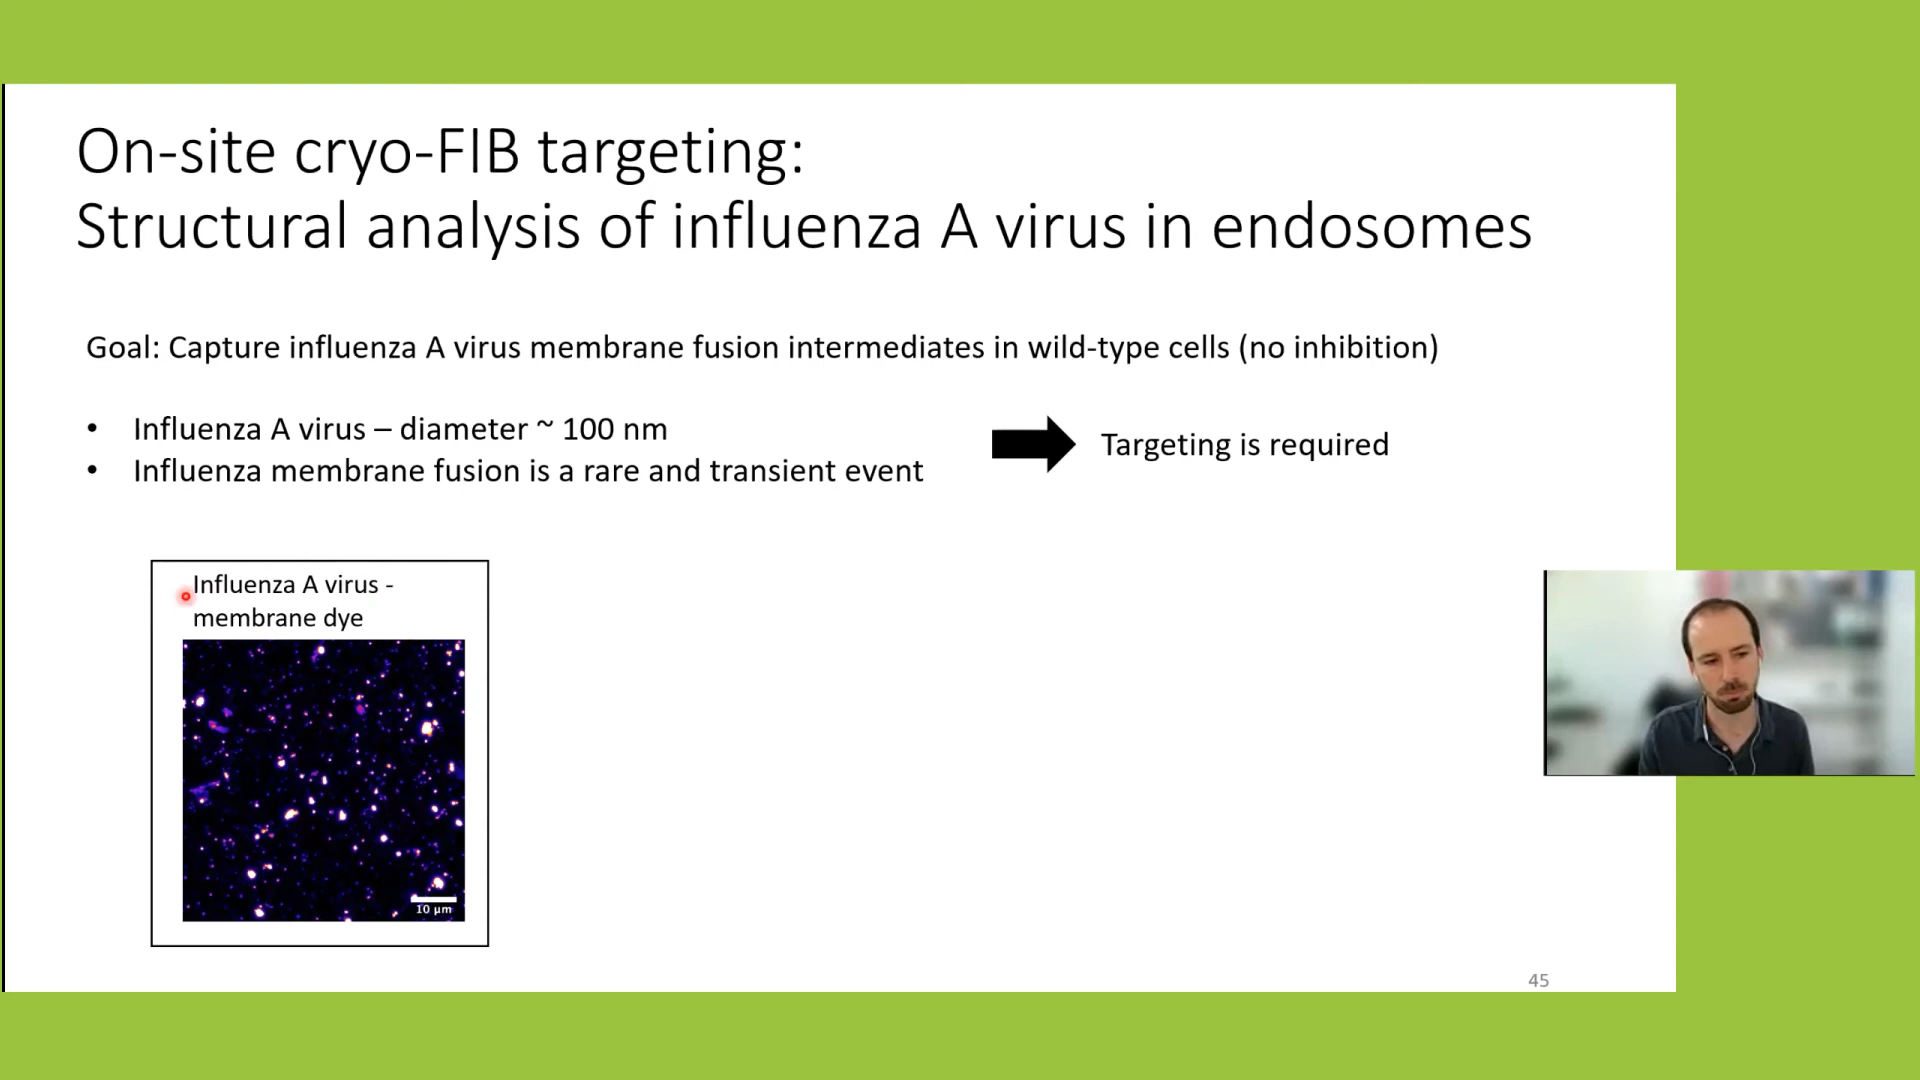 On-site cryo-FIB targeting:
Structural analysis of influenza A virus in endosomes
Goal: Capture influenza A virus membrane fusion intermediates in wild-type cells (no inhibition)
• Influenza A virus – diameter ~ 100 nm
• Influenza membrane fusion is a rare and transient event
Targeting is required
Influenza A virus -
membrane dye
10 µm
45